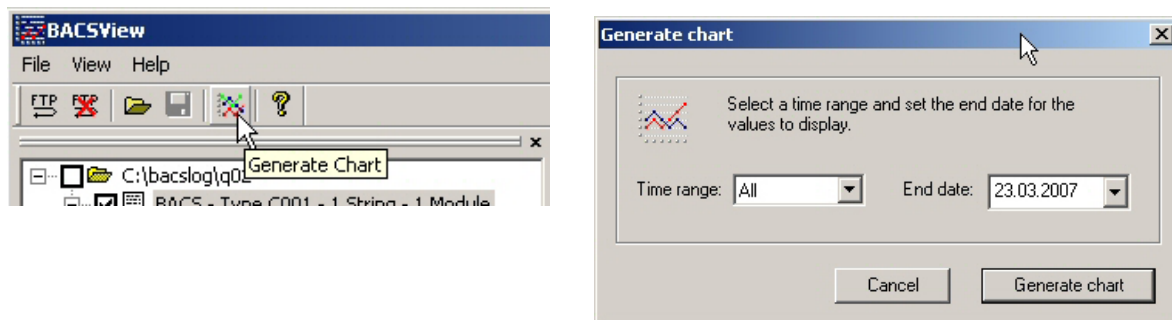 BACSView
File View Help
FTP FTP
Generate Chart
C:\bacslog\q02
BACS - Type C001 - 1 String - 1 Module
Generate chart
Select a time range and set the end date for the
values to display.
Time range: All End date: 23.03.2007
Cancel Generate chart